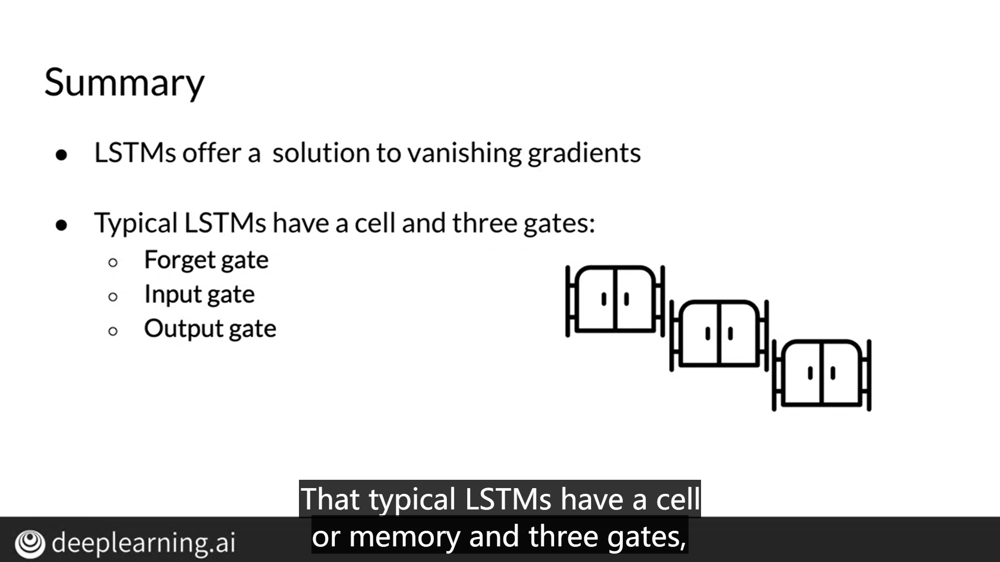 Summary
● LSTMs offer a solution to vanishing gradients
● Typical LSTMs have a cell and three gates:
○ Forget gate
○ Input gate
○ Output gate
That typical LSTMs have a cell
or memory and three gates,
deeplearning.ai